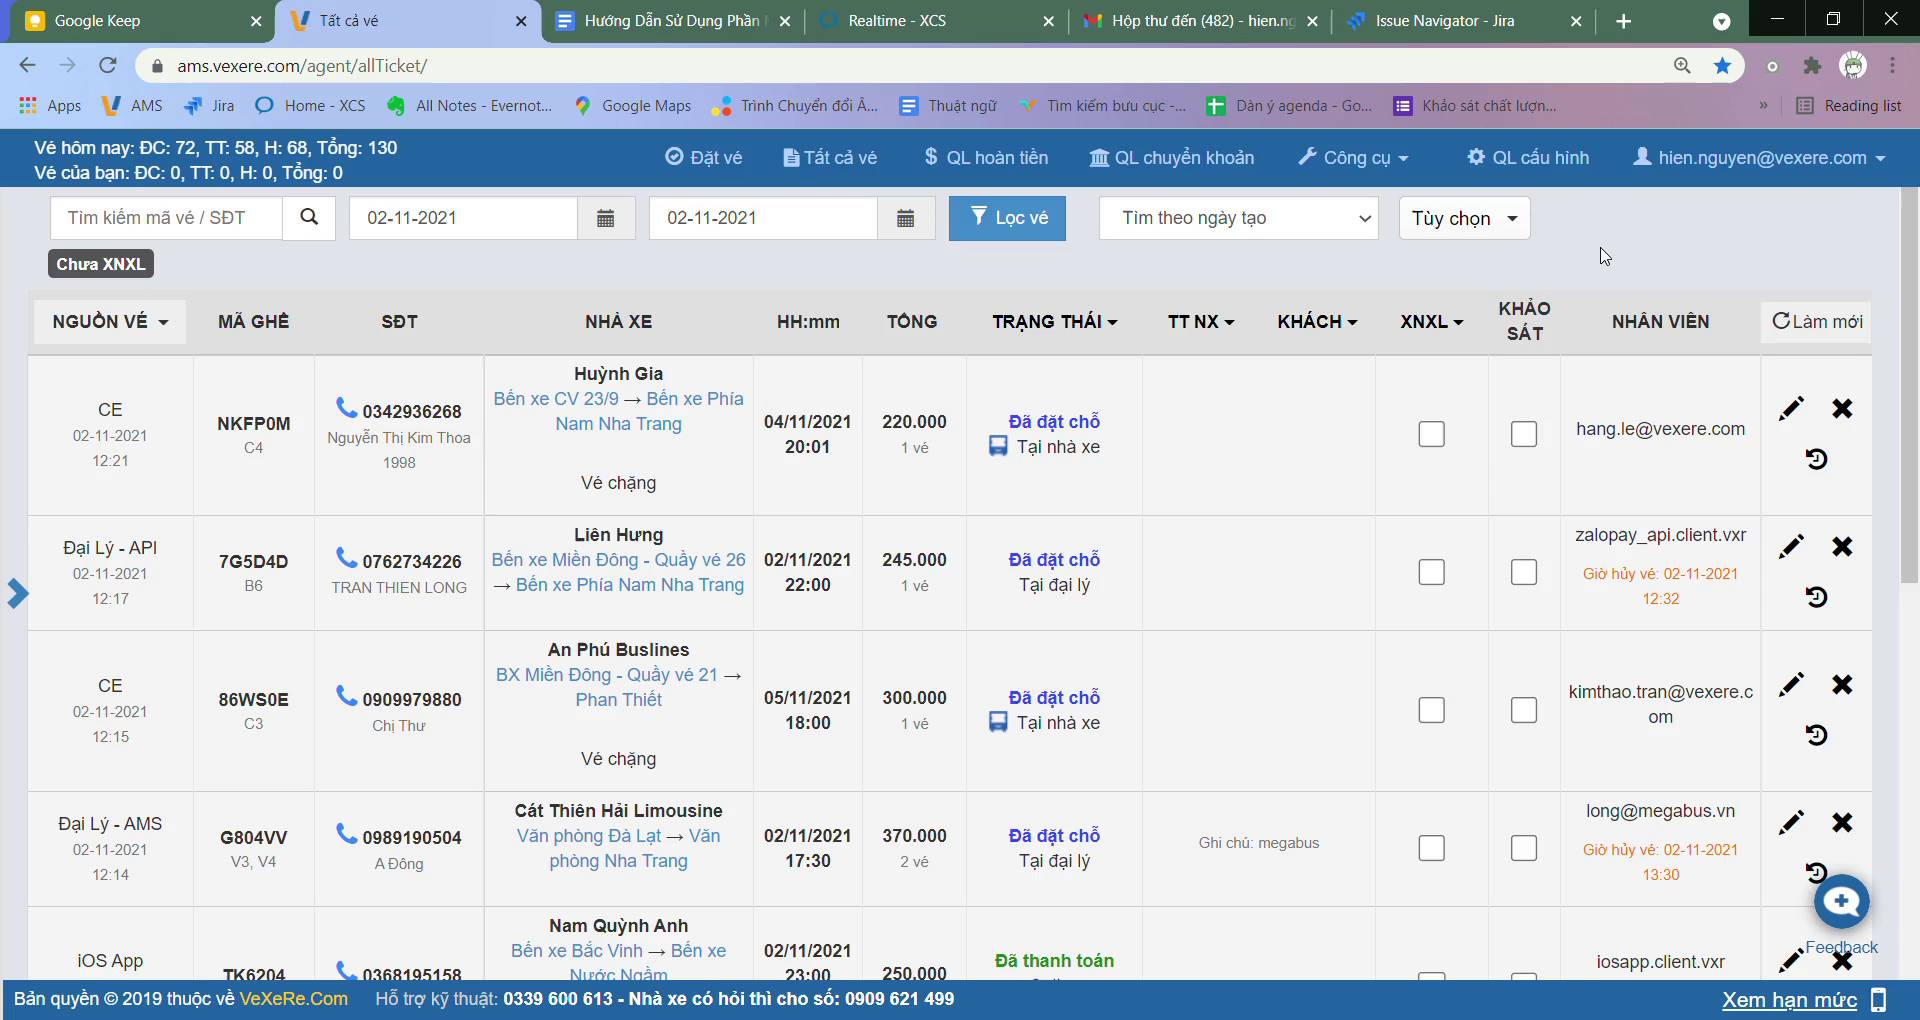 Google Keep
Tất cả vé
Hướng Dẫn Sử Dụng Phần
Realtime - XCS
Hộp thư đến (482) - hien.ng
Issue Navigator - Jira
ams.vexere.com/agent/allTicket/
Apps
AMS
Jira
Home - XCS
All Notes - Evernot...
Google Maps
Trình Chuyển đổi Â...
Thuật ngữ
Tìm kiếm bưu cục -...
Dàn ý agenda - Go...
Khảo sát chất lượn...
»
Reading list
Vé hôm nay: ĐC: 72, TT: 58, H: 68, Tổng: 130
Vé của bạn: ĐC: 0, TT: 0, H: 0, Tổng: 0
Đặt vé
Tất cả vé
QL hoàn tiền
QL chuyển khoản
Công cụ
QL cấu hình
hien.nguyen@vexere.com
Tìm kiếm mã vé / SĐT
02-11-2021
02-11-2021
Lọc vé
Tìm theo ngày tạo
Tùy chọn
Chưa XNXL
NGUỒN VÉ
MÃ GHẾ
SĐT
NHÀ XE
HH:mm
TỔNG
TRẠNG THÁI
TT NX
KHÁCH
XNXL
KHẢO
SÁT
NHÂN VIÊN
Làm mới
CE
02-11-2021
12:21
NKFP0M
C4
0342936268
Nguyễn Thị Kim Thoa
1998
Huỳnh Gia
Bến xe CV 23/9 → Bến xe Phía
Nam Nha Trang
Vé chặng
04/11/2021
20:01
220.000
1 vé
Đã đặt chỗ
Tại nhà xe
hang.le@vexere.com
Đại Lý - API
02-11-2021
12:17
7G5D4D
B6
0762734226
TRAN THIEN LONG
Liên Hưng
Bến xe Miền Đông - Quầy vé 26
→ Bến xe Phía Nam Nha Trang
02/11/2021
22:00
245.000
1 vé
Đã đặt chỗ
Tại đại lý
zalopay_api.client.vxr
Giờ hủy vé: 02-11-2021
12:32
CE
02-11-2021
12:15
86WS0E
C3
0909979880
Chị Thư
An Phú Buslines
BX Miền Đông - Quầy vé 21 →
Phan Thiết
Vé chặng
05/11/2021
18:00
300.000
1 vé
Đã đặt chỗ
Tại nhà xe
kimthao.tran@vexere.c
om
Đại Lý - AMS
02-11-2021
12:14
G804VV
V3, V4
0989190504
A Đông
Cát Thiên Hải Limousine
Văn phòng Đà Lạt → Văn
phòng Nha Trang
02/11/2021
17:30
370.000
2 vé
Đã đặt chỗ
Tại đại lý
Ghi chú: megabus
long@megabus.vn
Giờ hủy vé: 02-11-2021
13:30
iOS App
TK6204
0368195158
Nam Quỳnh Anh
Bến xe Bắc Vinh → Bến xe
Nước Ngầm
02/11/2021
23:00
250.000
Đã thanh toán
iosapp.client.vxr
Feedback
Bản quyền © 2019 thuộc về VeXeRe.Com
Hỗ trợ kỹ thuật: 0339 600 613 - Nhà xe có hỏi thì cho số: 0909 621 499
Xem hạn mức